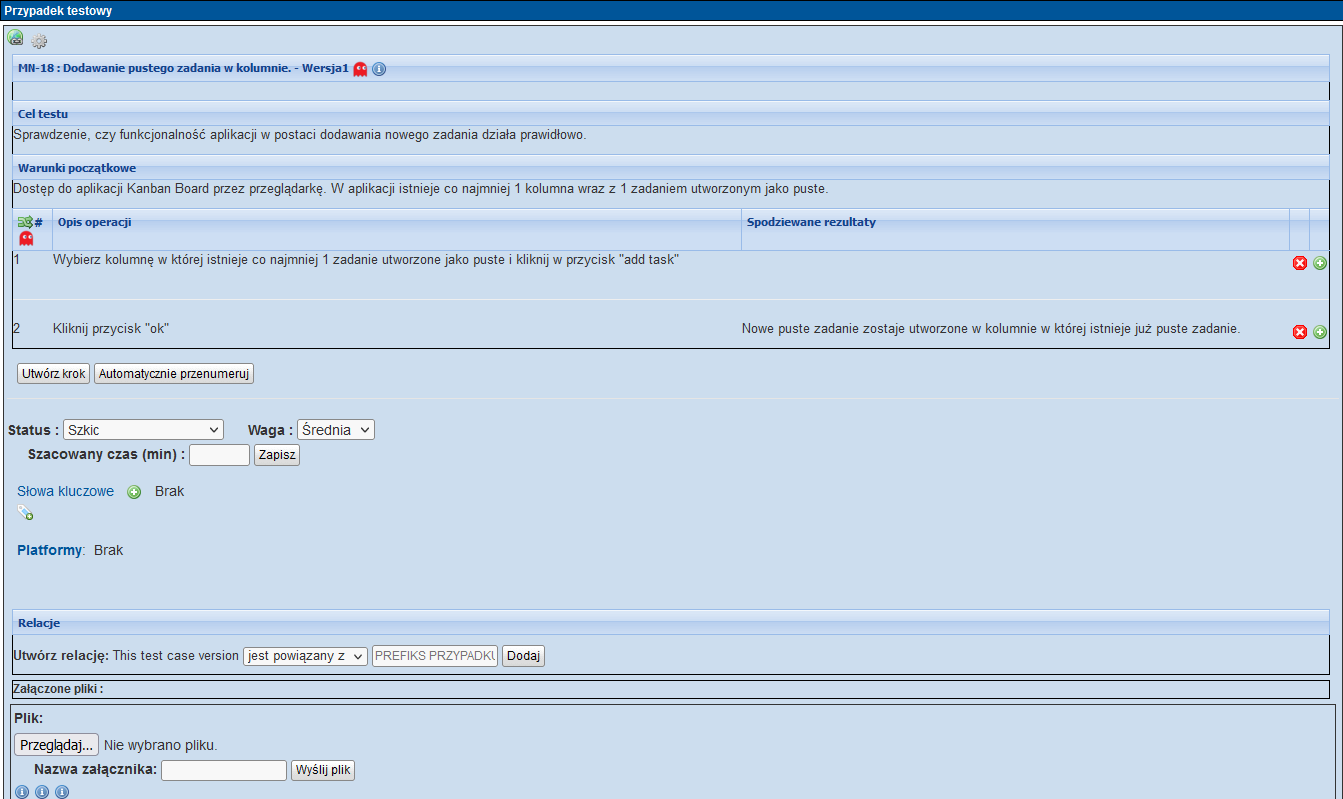 Przypadek testowy
MN-18 : Dodawanie pustego zadania w kolumnie. - Wersja1
Cel testu
Sprawdzenie, czy funkcjonalność aplikacji w postaci dodawania nowego zadania działa prawidłowo.
Warunki początkowe
Dostęp do aplikacji Kanban Board przez przeglądarkę. W aplikacji istnieje co najmniej 1 kolumna wraz z 1 zadaniem utworzonym jako puste.
# Opis operacji Spodziewane rezultaty
1 Wybierz kolumnę w której istnieje co najmniej 1 zadanie utworzone jako puste i kliknij w przycisk "add task"
2 Kliknij przycisk "ok" Nowe puste zadanie zostaje utworzone w kolumnie w której istnieje już puste zadanie.
Utwórz krok Automatycznie przenumeruj
Status : Szkic Waga : Średnia
Szacowany czas (min) : Zapisz
Słowa kluczowe Brak
Platformy: Brak
Relacje
Utwórz relację: This test case version jest powiązany z PREFIKS PRZYPADKU Dodaj
Załączone pliki :
Plik:
Przeglądaj... Nie wybrano pliku.
Nazwa załącznika: Wyślij plik